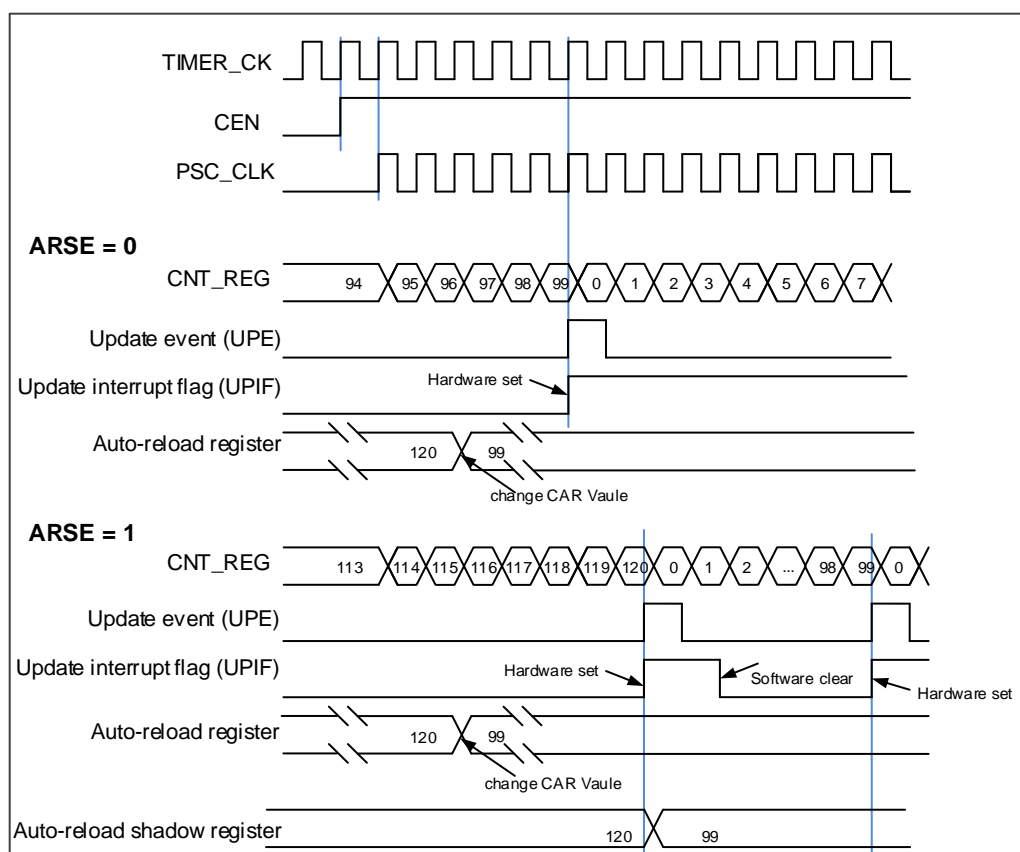 TIMER_CK
CEN
PSC_CLK
ARSE = 0
CNT_REG 94 95 96 97 98 99 0 1 2 3 4 5 6 7
Update event (UPE)
Update interrupt flag (UPIF) Hardware set
Auto-reload register 120 99
change CAR Vaule
ARSE = 1
CNT_REG 113 114 115 116 117 118 119 120 0 1 2 ... 98 99 0
Update event (UPE)
Update interrupt flag (UPIF) Hardware set Software clear Hardware set
Auto-reload register 120 99
change CAR Vaule
Auto-reload shadow register 120 99